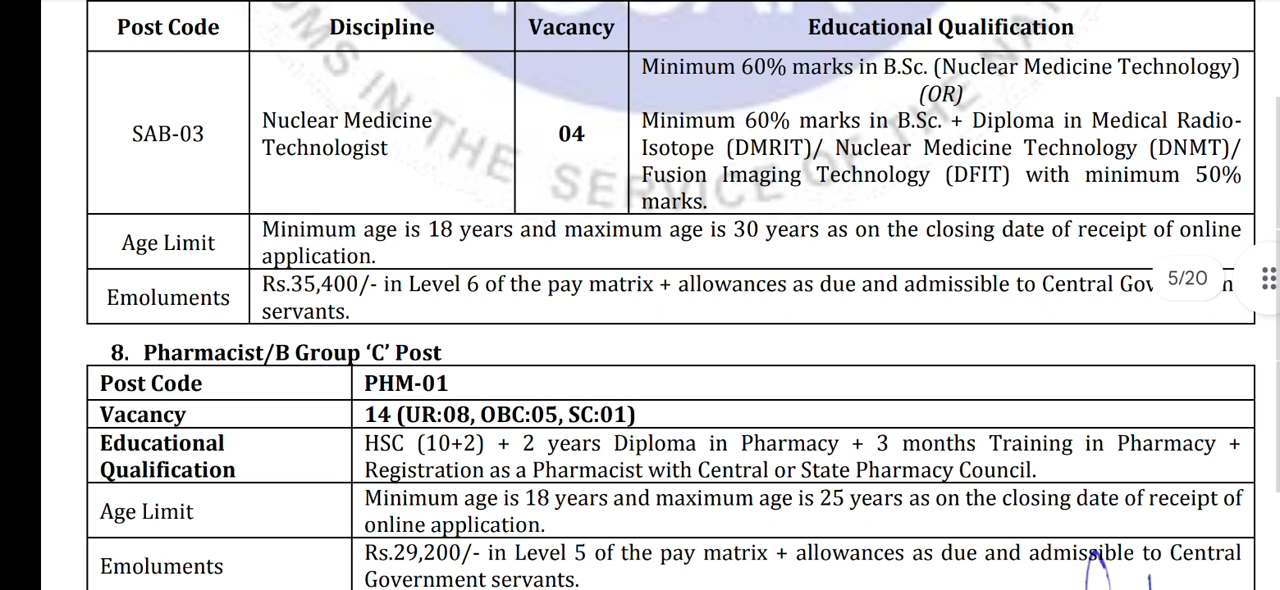 Post Code Discipline Vacancy Educational Qualification
Minimum 60% marks in B.Sc. (Nuclear Medicine Technology)
(OR)
SAB-03 Nuclear Medicine Technologist 04 Minimum 60% marks in B.Sc. + Diploma in Medical Radio-
Isotope (DMRIT)/ Nuclear Medicine Technology (DNMT)/
Fusion Imaging Technology (DFIT) with minimum 50%
marks.
Age Limit Minimum age is 18 years and maximum age is 30 years as on the closing date of receipt of online
application.
Emoluments Rs.35,400/- in Level 6 of the pay matrix + allowances as due and admissible to Central
servants.
5/20
8. Pharmacist/B Group ‘C’ Post
Post Code PHM-01
Vacancy 14 (UR:08, OBC:05, SC:01)
Educational Qualification HSC (10+2) + 2 years Diploma in Pharmacy + 3 months Training in Pharmacy +
Registration as a Pharmacist with Central or State Pharmacy Council.
Age Limit Minimum age is 18 years and maximum age is 25 years as on the closing date of receipt of
online application.
Emoluments Rs.29,200/- in Level 5 of the pay matrix + allowances as due and admissible to Central
Government servants.
IN THE SERVICE OF THE